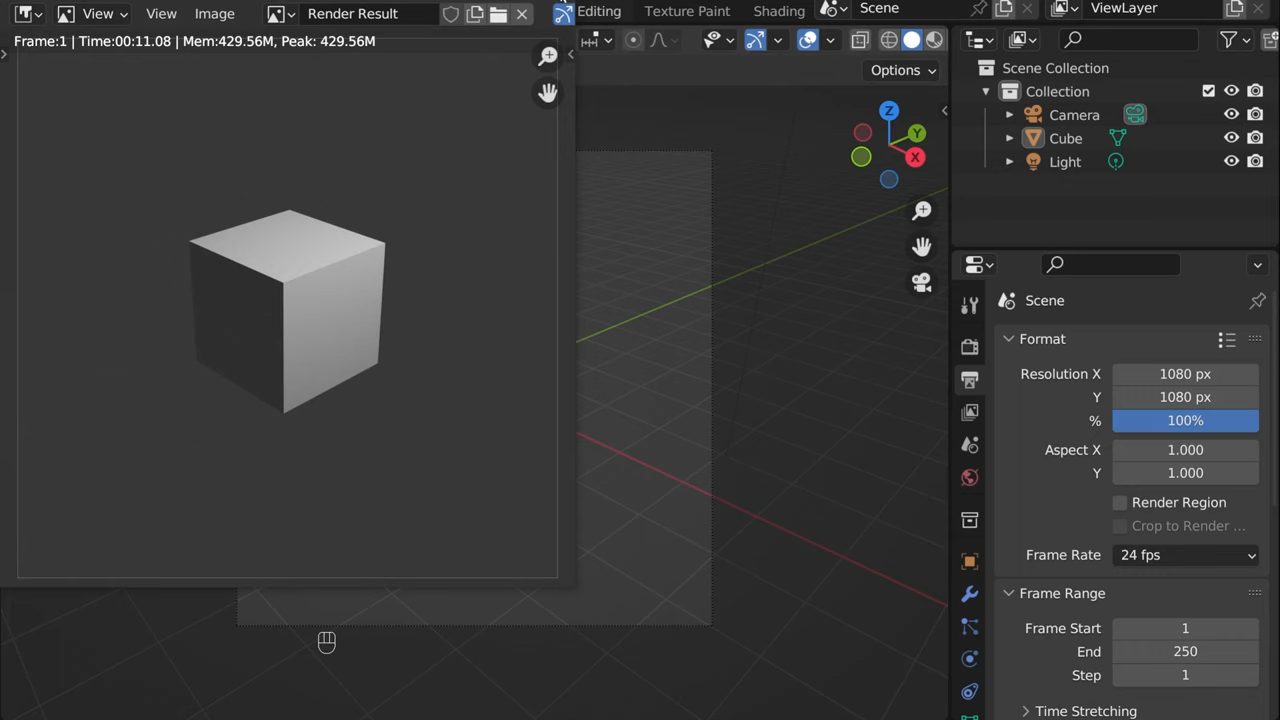 View View Image Render Result
Editing Texture Paint Shading Scene ViewLayer
Frame:1 | Time:00:11.08 | Mem:429.56M, Peak: 429.56M
Options
Z
Y
X
Scene Collection
Collection
Camera
Cube
Light
Scene
Format
Resolution X 1080 px
Y 1080 px
% 100%
Aspect X 1.000
Y 1.000
Render Region
Crop to Render ...
Frame Rate 24 fps
Frame Range
Frame Start 1
End 250
Step 1
Time Stretching